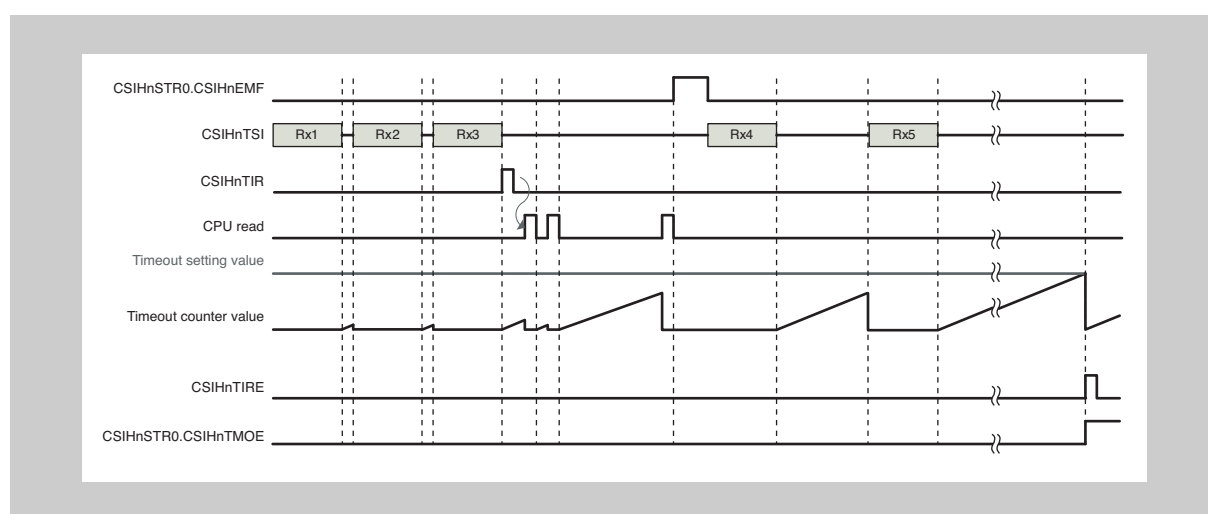 CSIHnSTR0.CSIHnEMF
CSIHnTSI Rx1 Rx2 Rx3 Rx4 Rx5
CSIHnTIR
CPU read
Timeout setting value
Timeout counter value
CSIHnTIRE
CSIHnSTR0.CSIHnTMOE